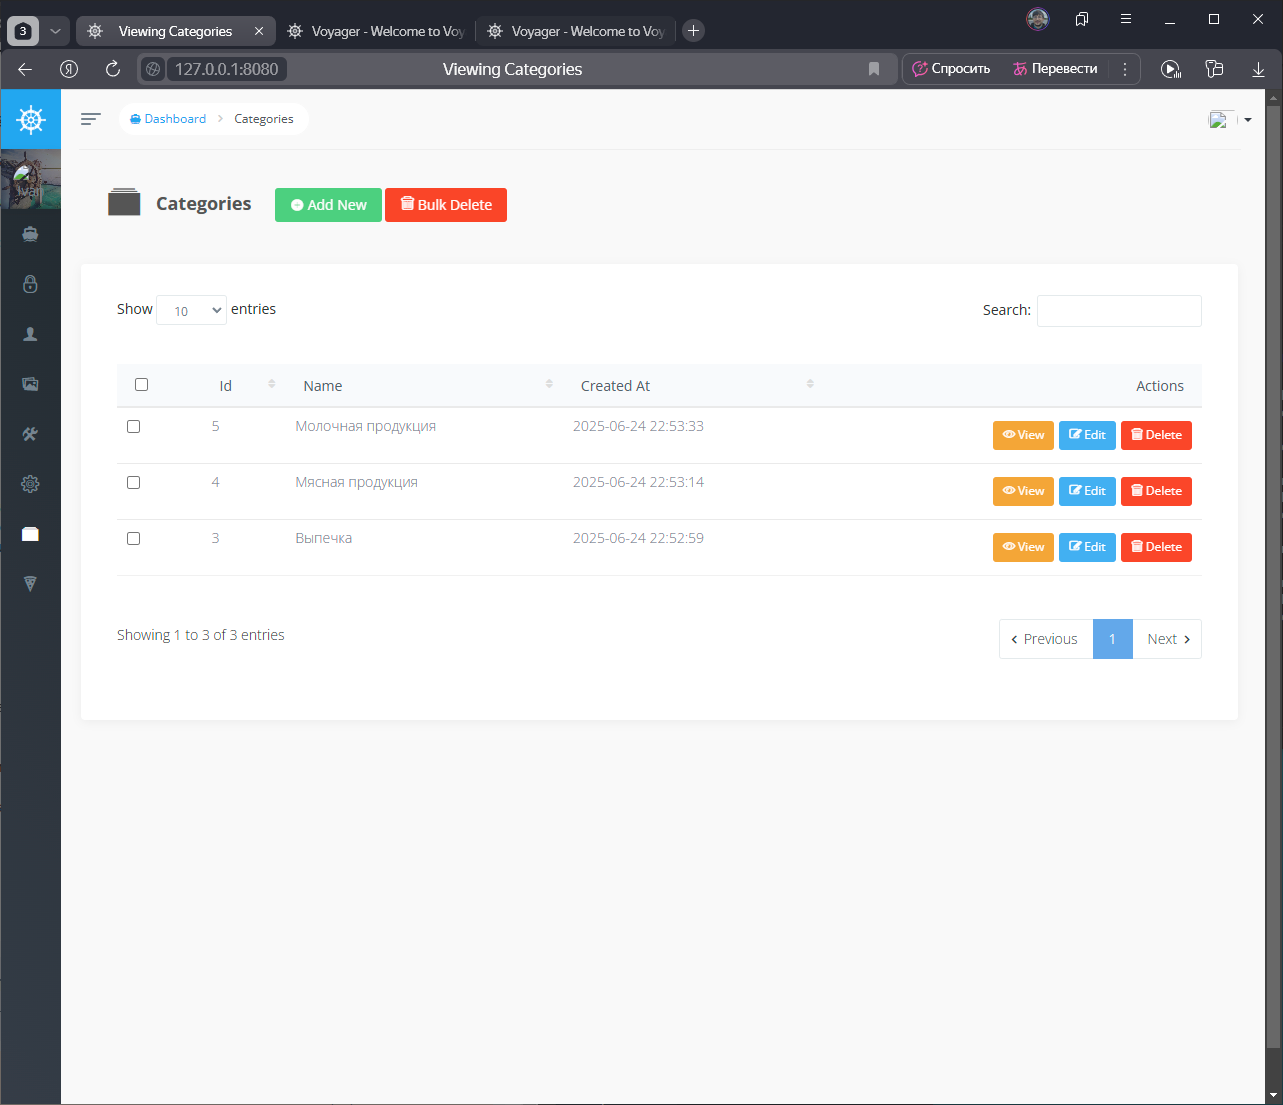 3
Viewing Categories
Voyager - Welcome to Voy
Voyager - Welcome to Voy
Я
127.0.0.1:8080
Viewing Categories
Спросить
Перевести
Dashboard
Categories
Categories
Add New
Bulk Delete
Show 10 entries
Search:
Id
Name
Created At
Actions
5
Молочная продукция
2025-06-24 22:53:33
View
Edit
Delete
4
Мясная продукция
2025-06-24 22:53:14
View
Edit
Delete
3
Выпечка
2025-06-24 22:52:59
View
Edit
Delete
Showing 1 to 3 of 3 entries
Previous
1
Next